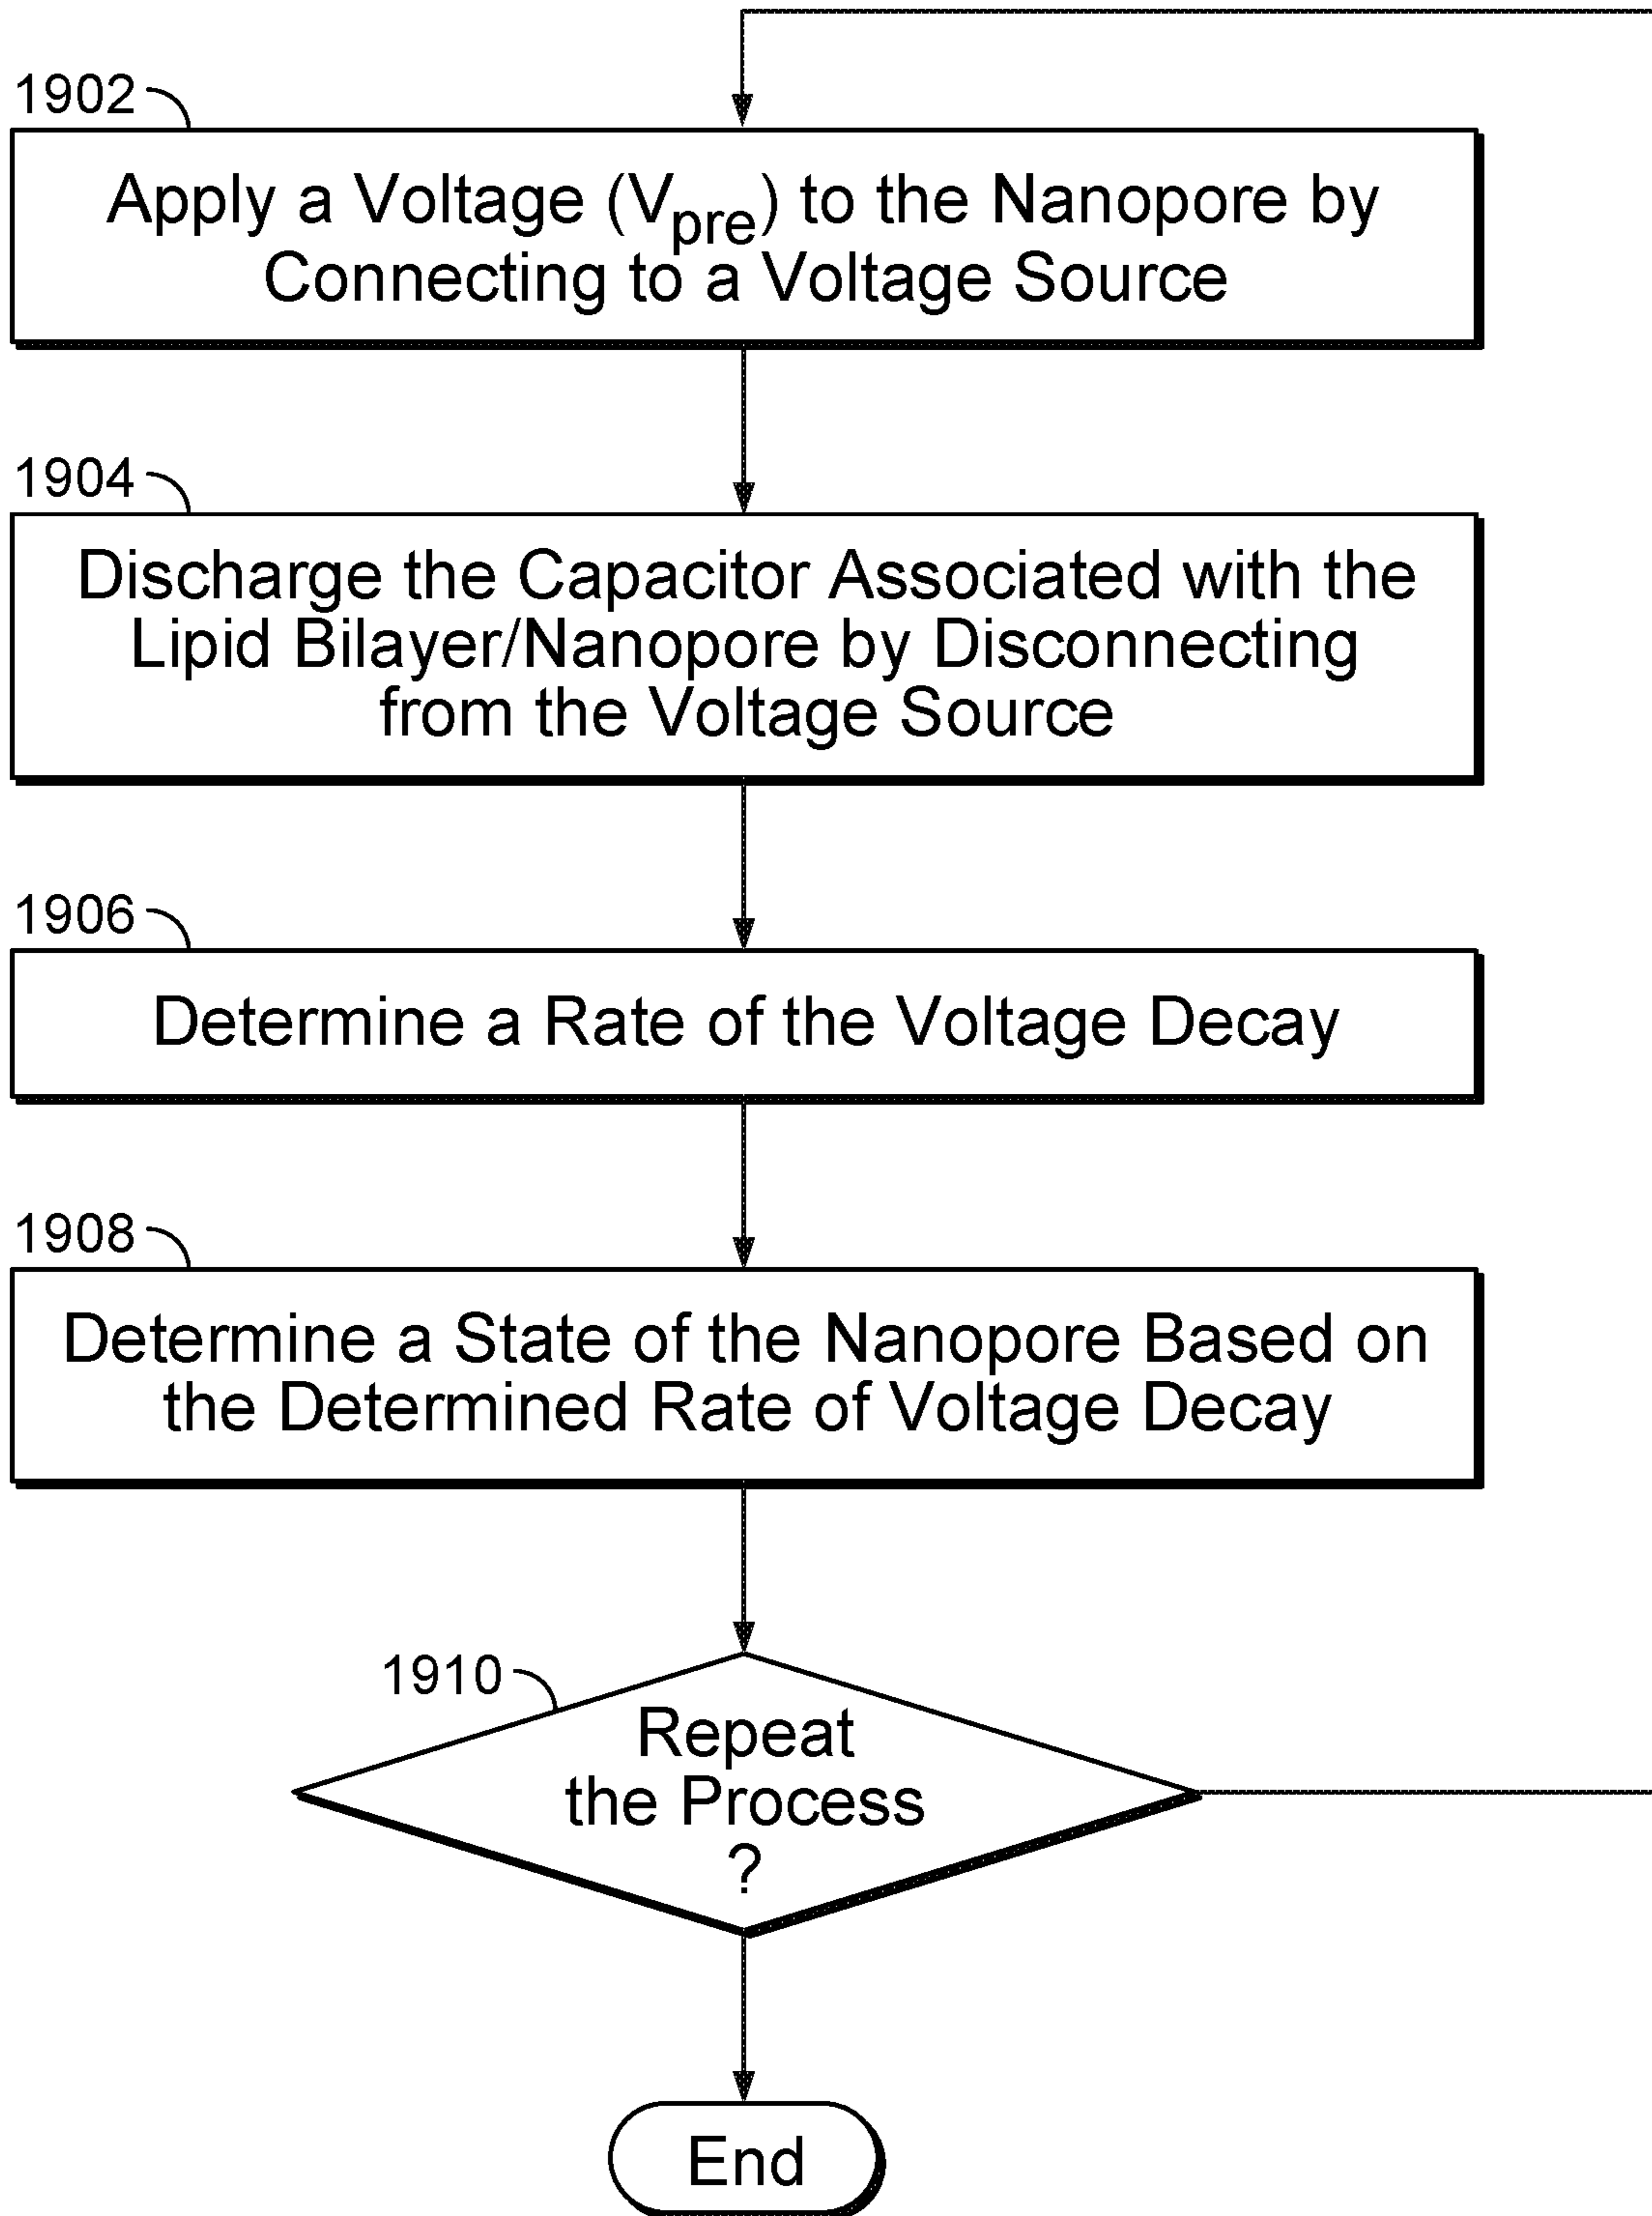 1902
Apply a Voltage (Vpre) to the Nanopore by
Connecting to a Voltage Source
1904
Discharge the Capacitor Associated with the
Lipid Bilayer/Nanopore by Disconnecting
from the Voltage Source
1906
Determine a Rate of the Voltage Decay
1908
Determine a State of the Nanopore Based on
the Determined Rate of Voltage Decay
1910
Repeat
the Process
?
End